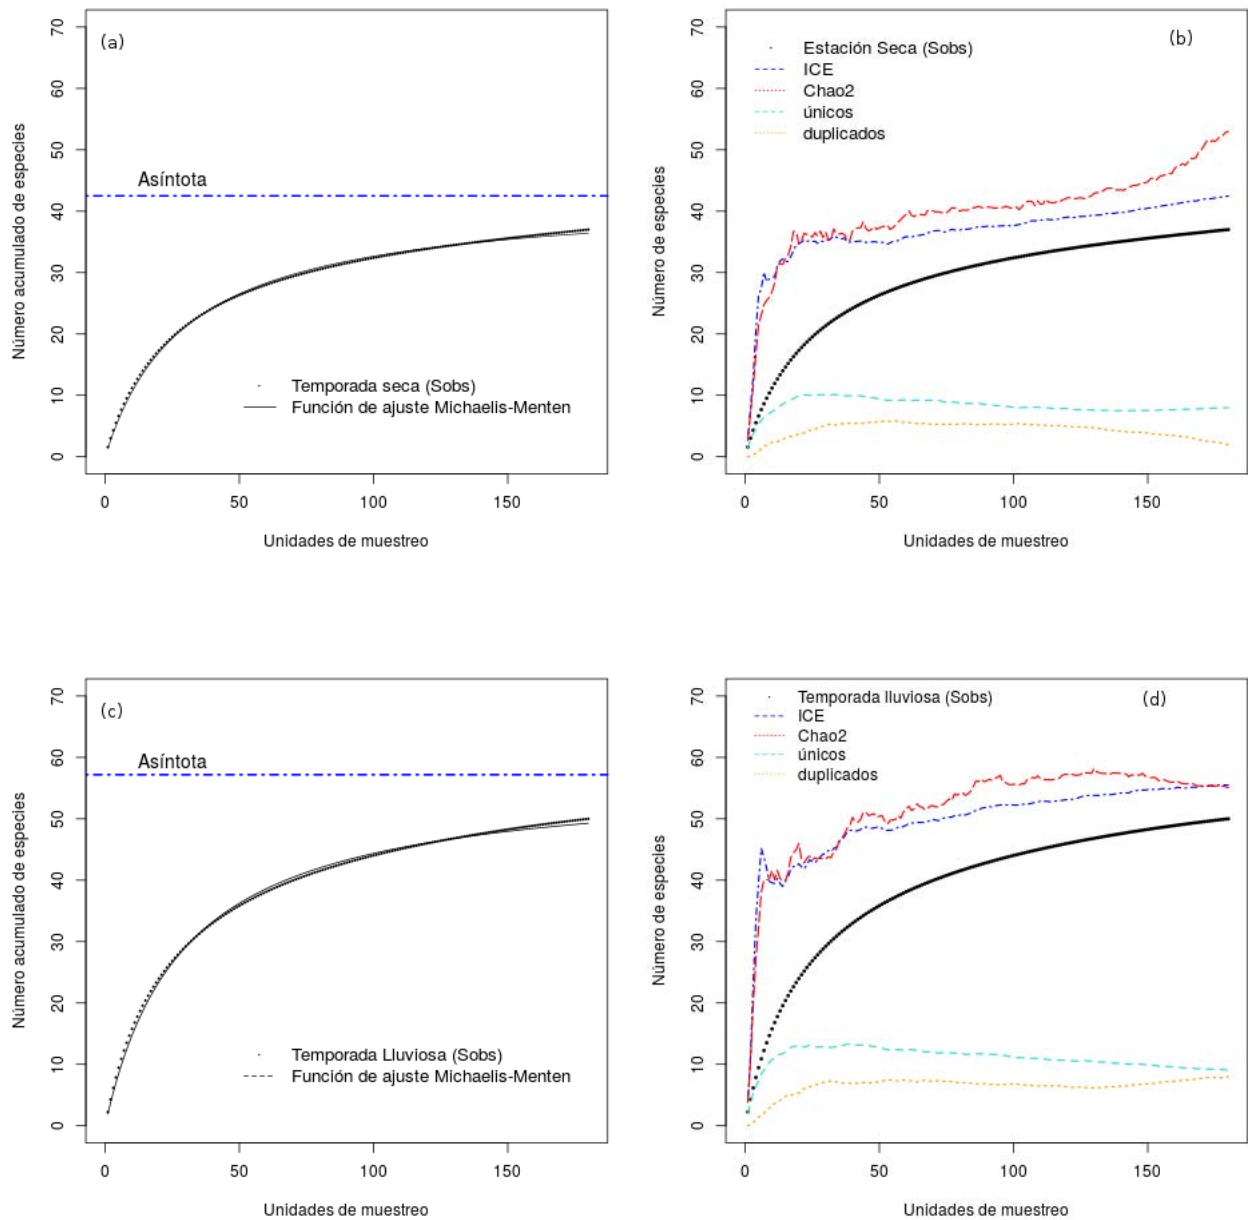 (a)
Número acumulado de especies
70
60
50
40
30
20
10
0
Asíntota
Temporada seca (Sobs)
Función de ajuste Michaelis-Menten
0 50 100 150
Unidades de muestreo
(b)
Número de especies
70
60
50
40
30
20
10
0
Estación Seca (Sobs)
ICE
Chao2
únicos
duplicados
0 50 100 150
Unidades de muestreo
(c)
Número acumulado de especies
70
60
50
40
30
20
10
0
Asíntota
Temporada Lluviosa (Sobs)
Función de ajuste Michaelis-Menten
0 50 100 150
Unidades de muestreo
(d)
Número de especies
70
60
50
40
30
20
10
0
Temporada lluviosa (Sobs)
ICE
Chao2
únicos
duplicados
0 50 100 150
Unidades de muestreo